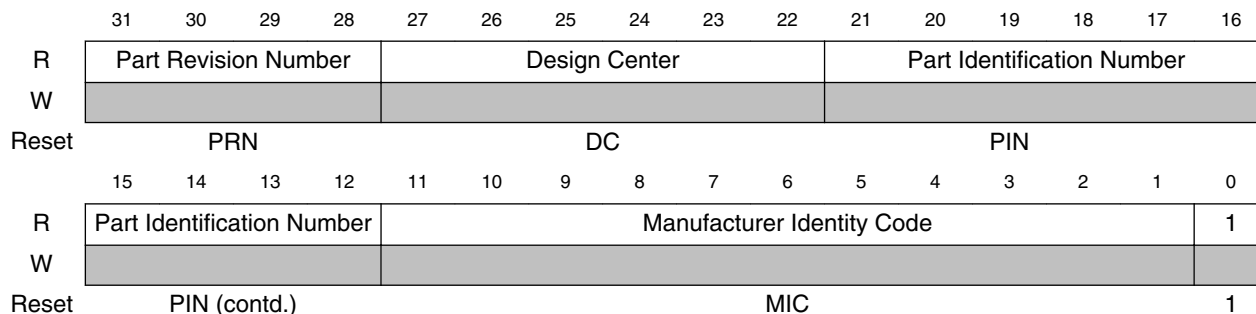 31 30 29 28 27 26 25 24 23 22 21 20 19 18 17 16
R Part Revision Number Design Center Part Identification Number
W
Reset PRN DC PIN
15 14 13 12 11 10 9 8 7 6 5 4 3 2 1 0
R Part Identification Number Manufacturer Identity Code 1
W
Reset PIN (contd.) MIC 1